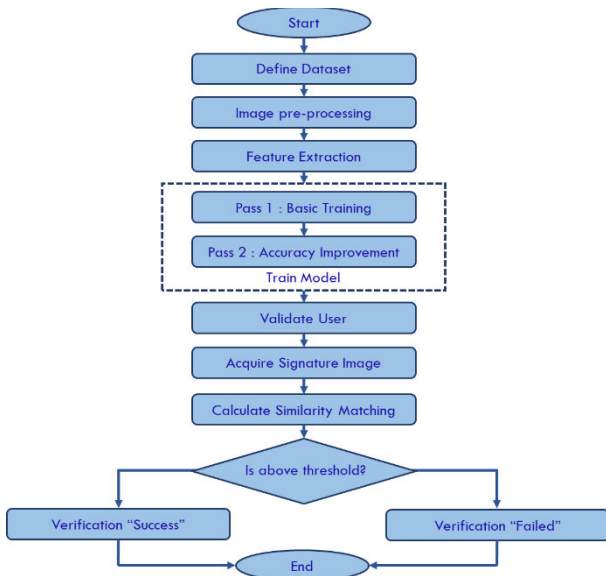 Start
Define Dataset
Image pre-processing
Feature Extraction
Pass 1 : Basic Training
Pass 2 : Accuracy Improvement
Train Model
Validate User
Acquire Signature Image
Calculate Similarity Matching
Is above threshold?
Verification “Success”
Verification “Failed”
End